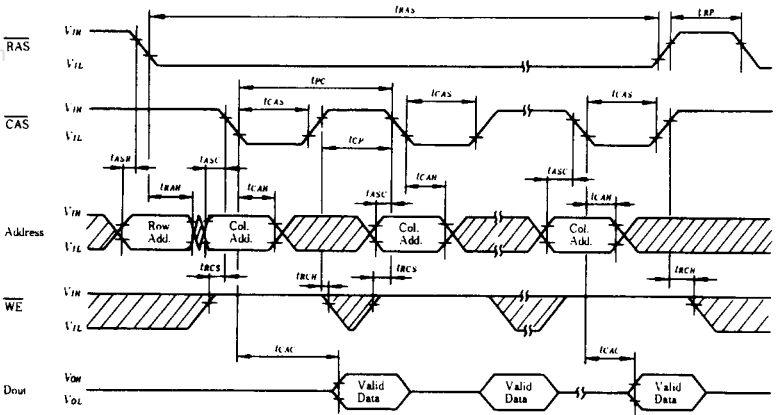 tRAS tRP
RAS VIH
VIL
tPC
tCAS tCAS tCAS
CAS VIH
VIL
tCP
tASR tASC tASC tASC
tRAH tCAH tCAH tCAH
Address VIH
VIL
Row Add. Col. Add. Col. Add. Col. Add.
tRCS tRCH tRCS tRCH
WE VIH
VIL
tCAC tCAC
Dout VOH
VOL
Valid Data Valid Data Valid Data